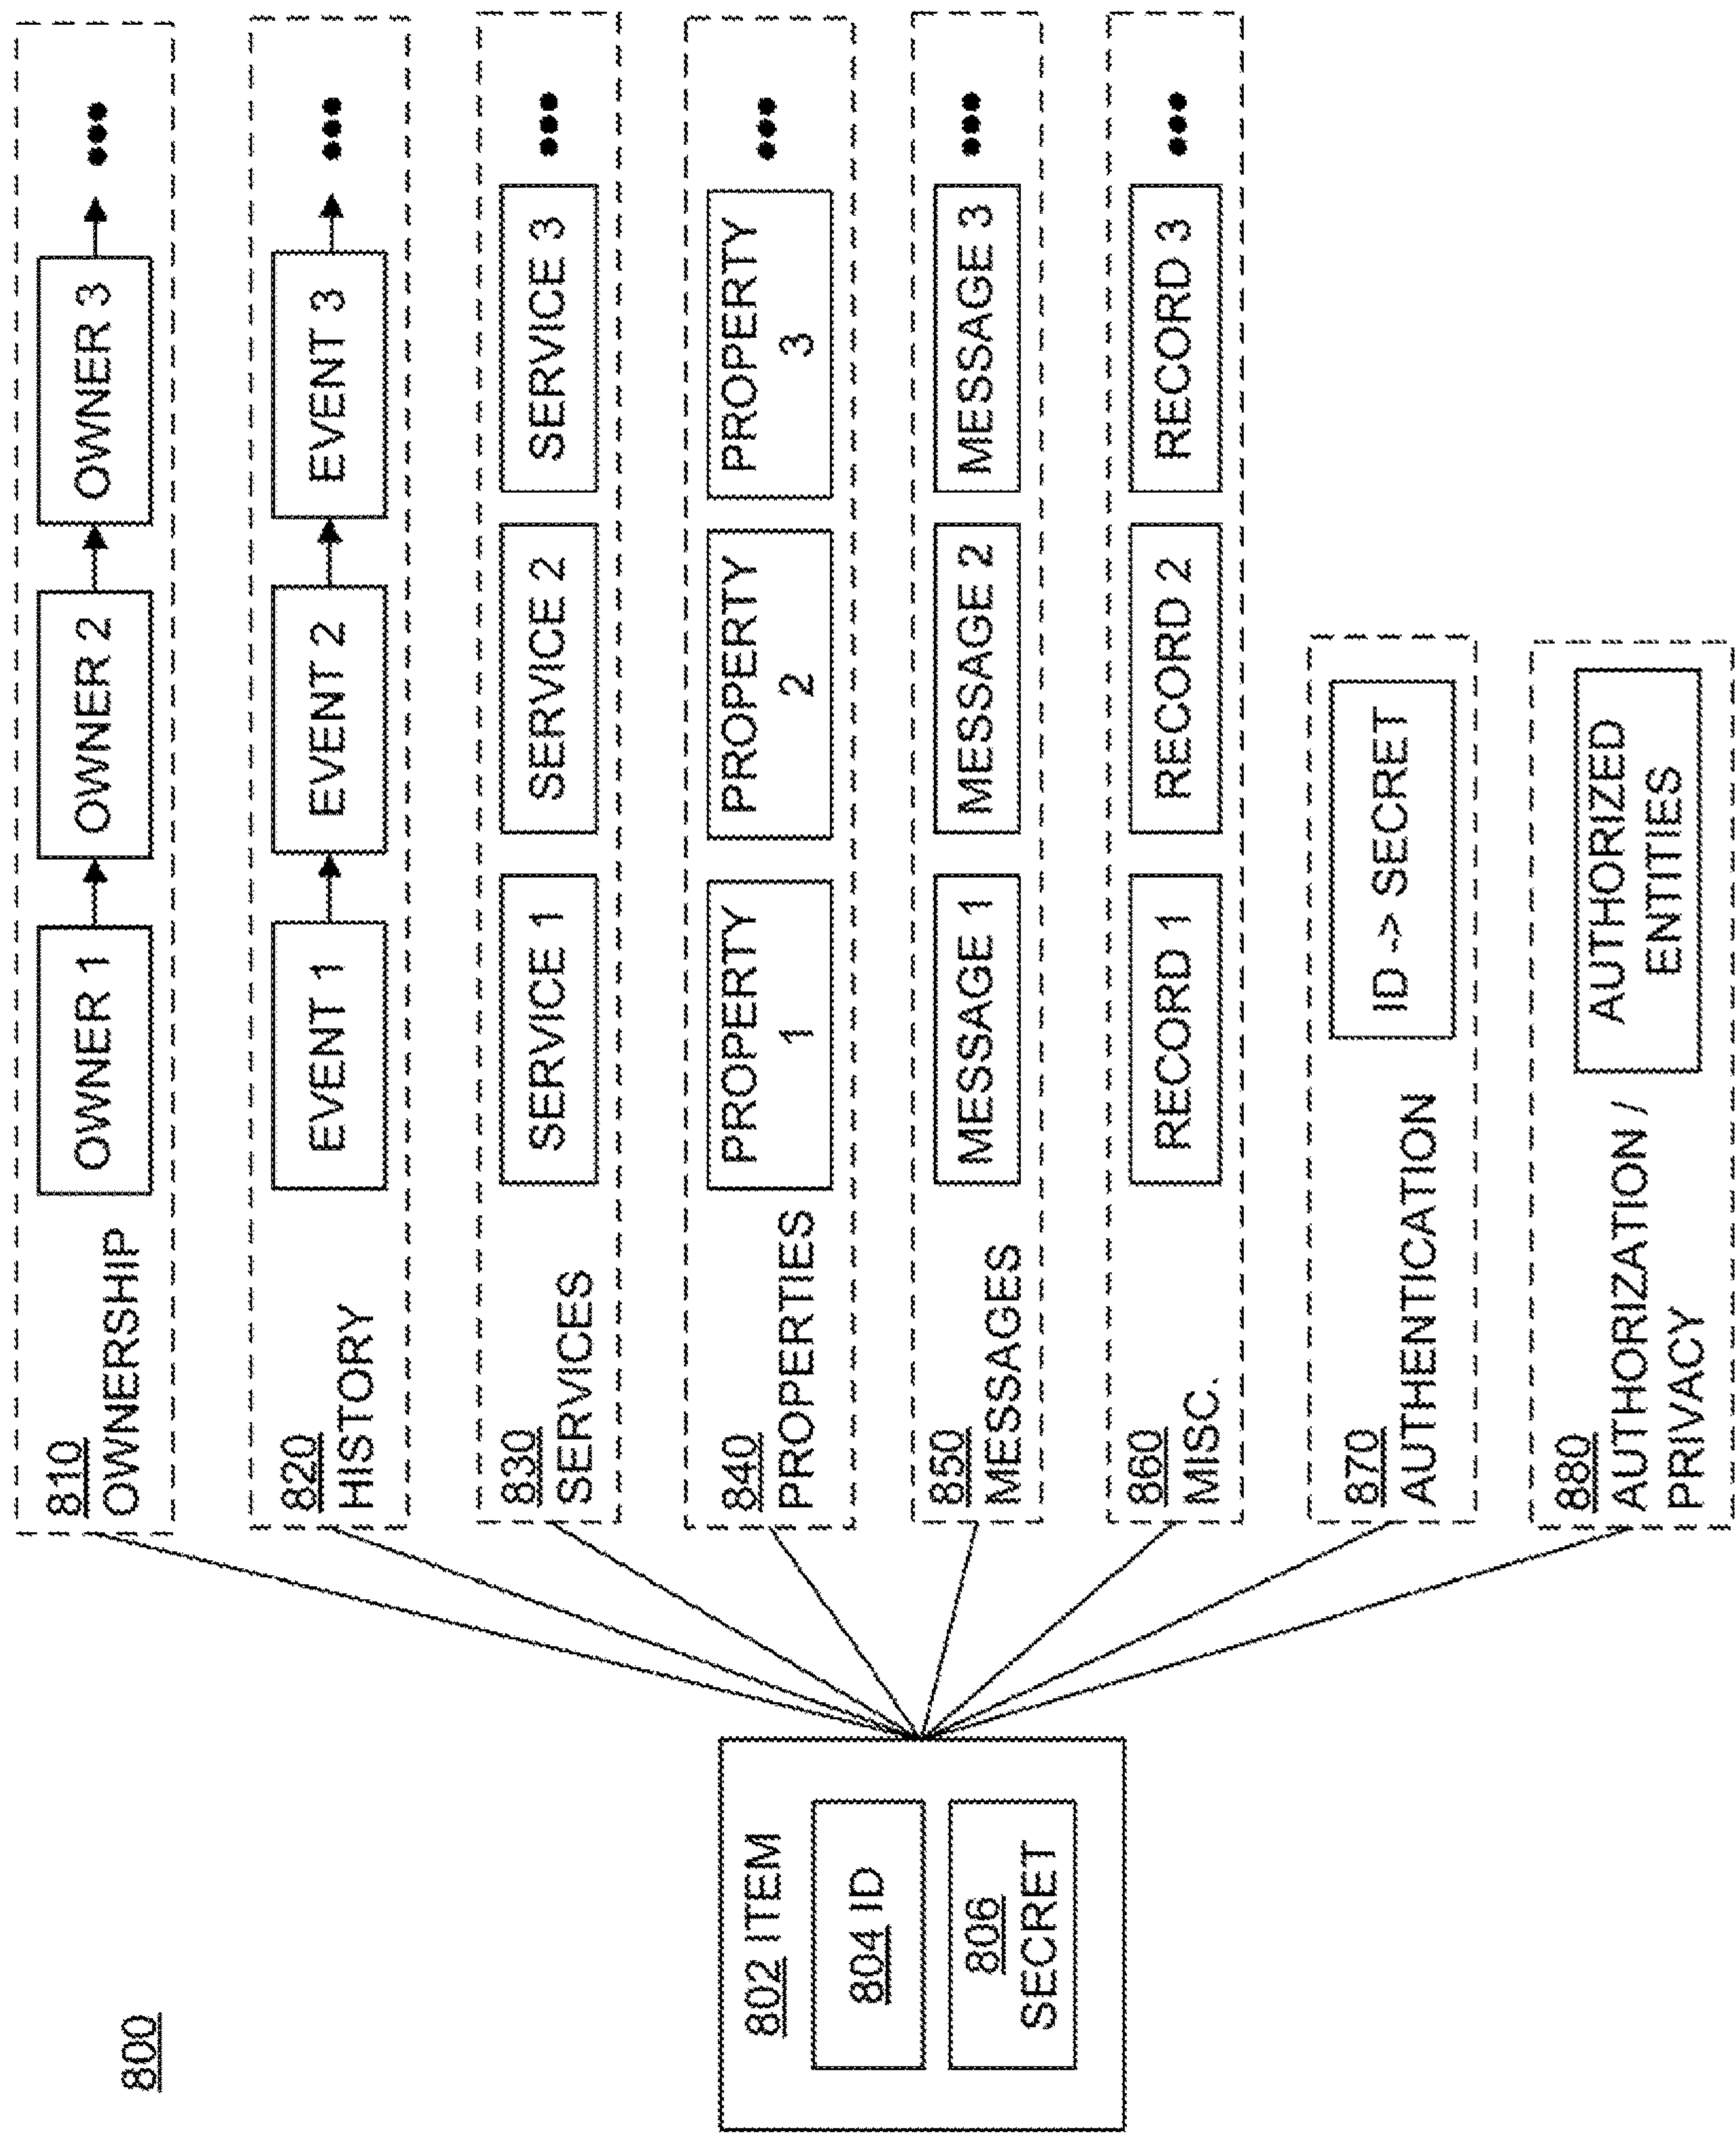 800
802 ITEM
804 ID
806
SECRET
810
OWNERSHIP
OWNER 1
OWNER 2
OWNER 3
•••
820
HISTORY
EVENT 1
EVENT 2
EVENT 3
•••
830
SERVICES
SERVICE 1
SERVICE 2
SERVICE 3
•••
840
PROPERTIES
PROPERTY
1
PROPERTY
2
PROPERTY
3
•••
850
MESSAGES
MESSAGE 1
MESSAGE 2
MESSAGE 3
•••
860
MISC.
RECORD 1
RECORD 2
RECORD 3
•••
870
AUTHENTICATION
ID -> SECRET
880
AUTHORIZATION /
PRIVACY
AUTHORIZED
ENTITIES